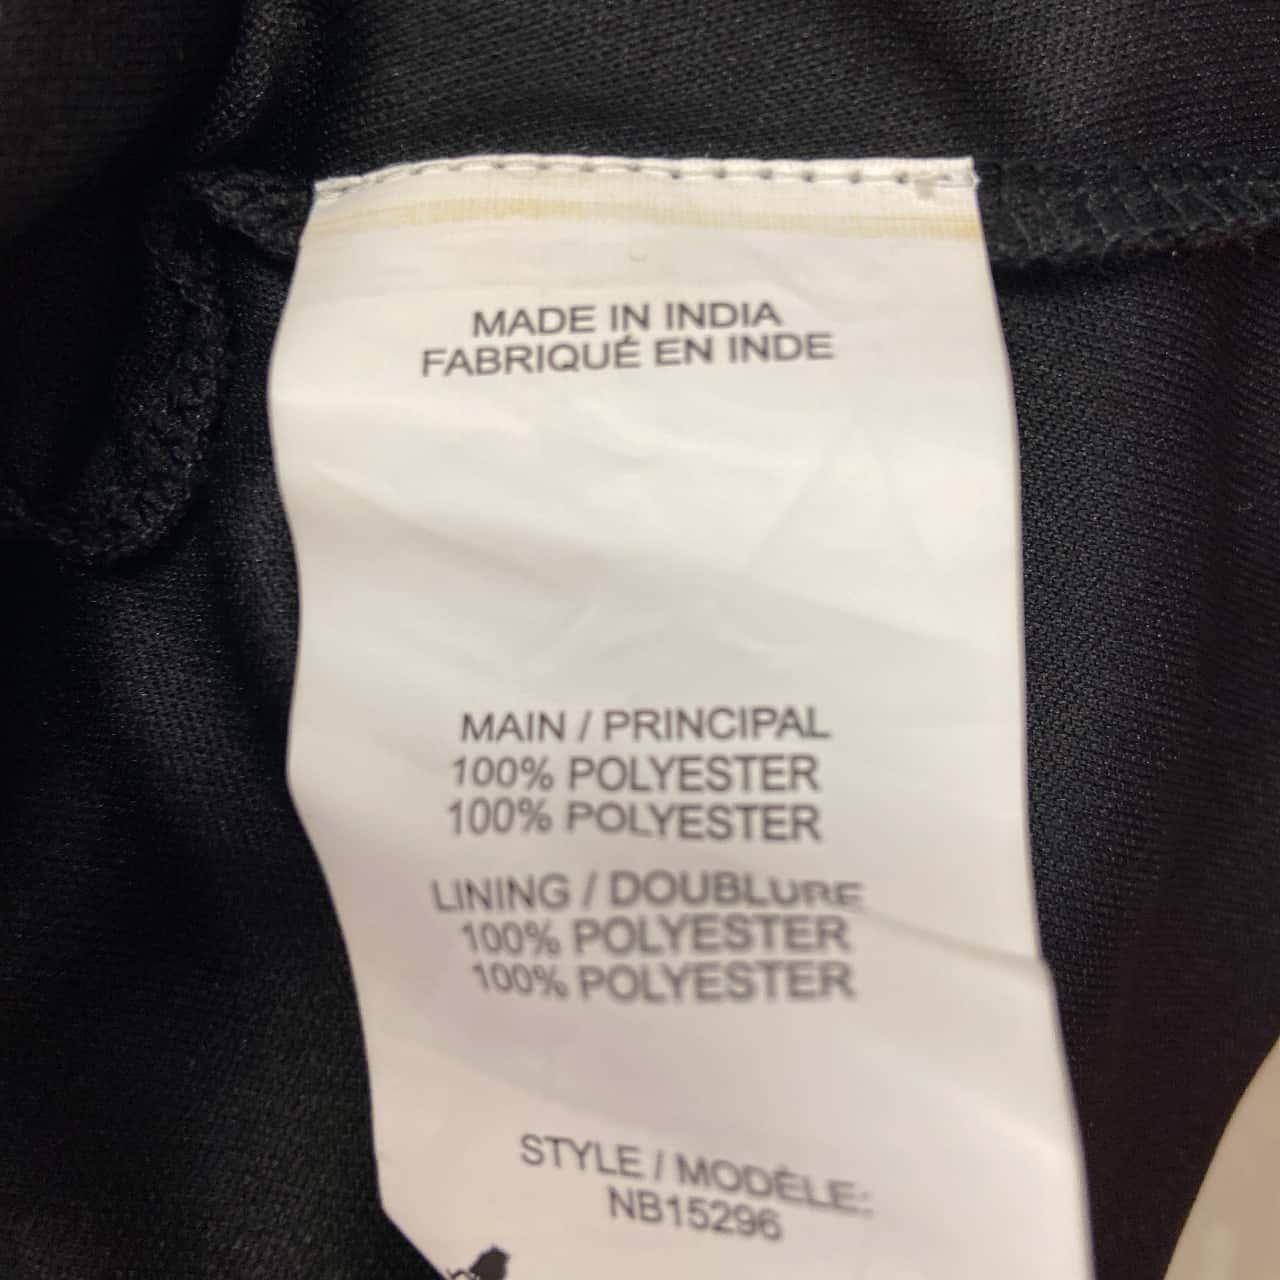 MADE IN INDIA
FABRIQUÉ EN INDE
MAIN / PRINCIPAL
100% POLYESTER
100% POLYESTER
LINING / DOUBLURE
100% POLYESTER
100% POLYESTER
STYLE / MODÈLE:
NB15296